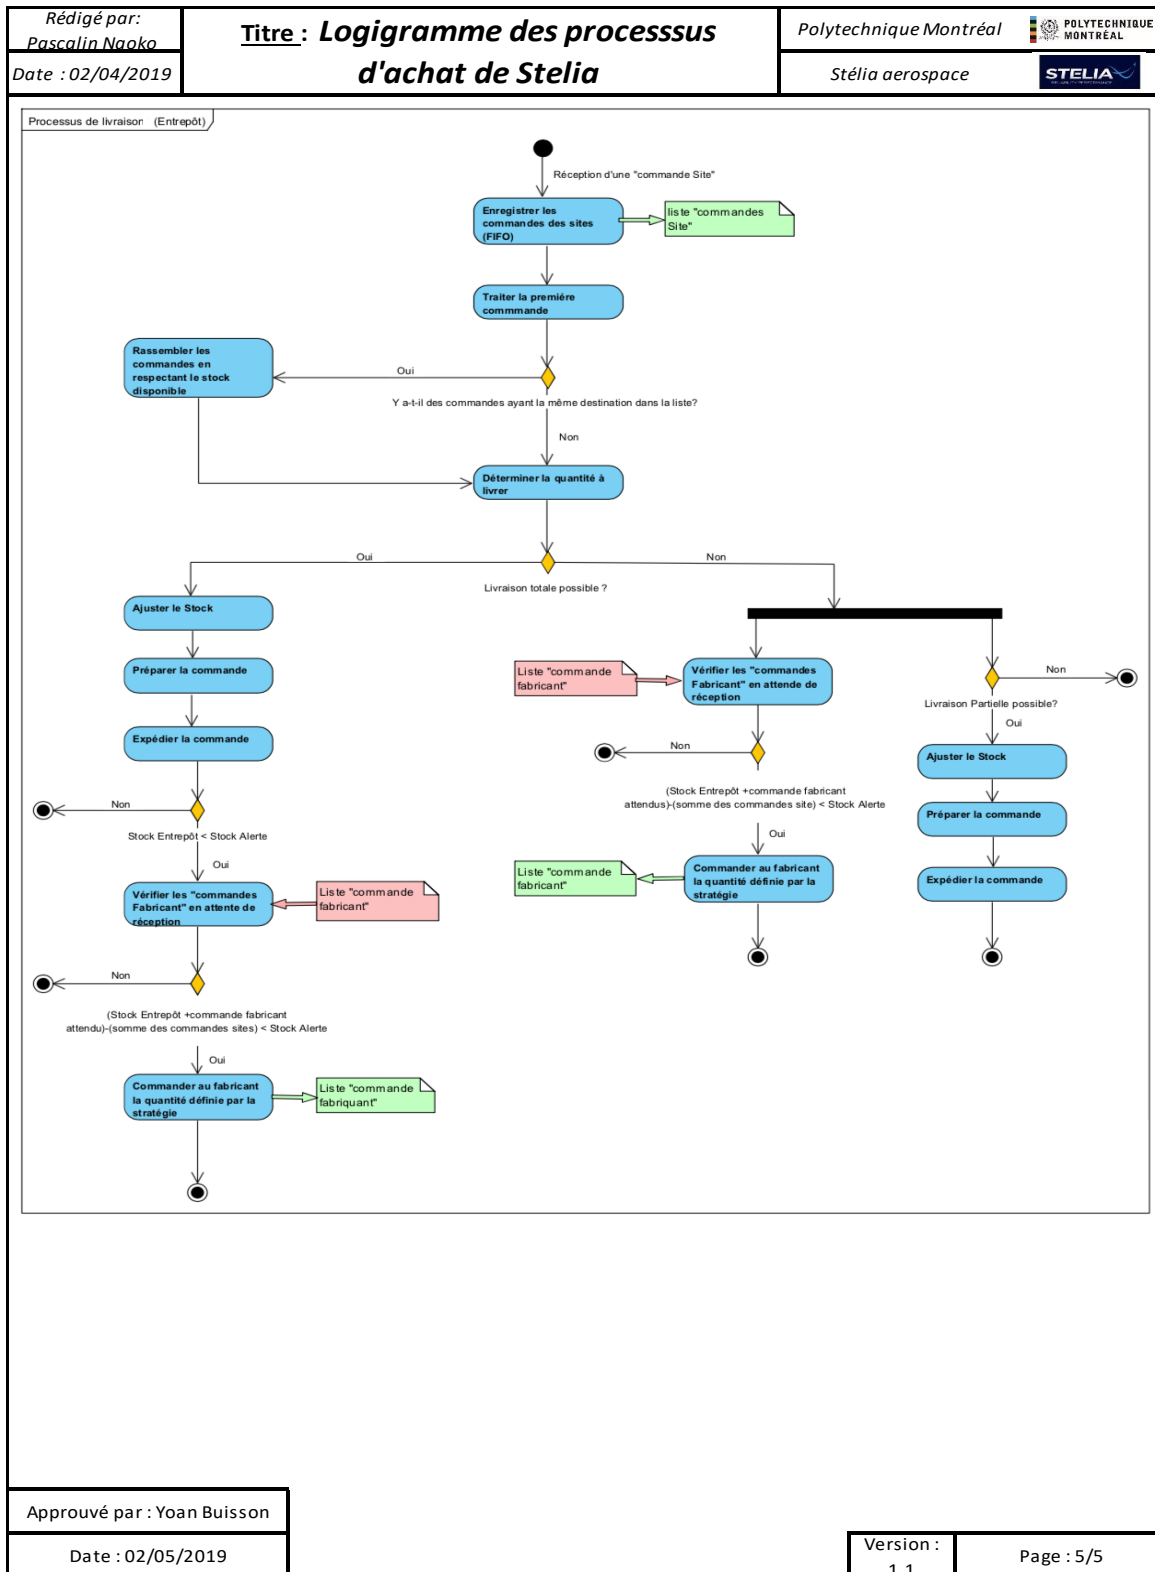 Rédigé par:
Pascalin Ngoko
Date : 02/04/2019
Titre : Logigramme des processsus
d'achat de Stelia
Polytechnique Montréal
POLYTECHNIQUE
MONTRÉAL
Stélia aerospace
STELIA
Processus de livraison (Entrepôt)
Réception d'une "commande Site"
Enregistrer les
commandes des sites
(FIFO)
liste "commandes
Site"
Traiter la premiére
commmande
Rassembler les
commandes en
respectant le stock
disponible
Oui
Y a-t-il des commandes ayant la même destination dans la liste?
Non
Déterminer la quantité à
livrer
Oui
Non
Livraison totale possible ?
Ajuster le Stock
Préparer la commande
Expédier la commande
Non
Stock Entrepôt < Stock Alerte
Oui
Vérifier les "commandes
Fabricant" en attente de
réception
Liste "commande
fabricant"
Non
(Stock Entrepôt +commande fabricant
attendu)-(somme des commandes sites) < Stock Alerte
Oui
Commander au fabricant
la quantité définie par la
stratégie
Liste "commande
fabriquant"
Liste "commande
fabricant"
Vérifier les "commandes
Fabricant" en attende de
réception
Non
(Stock Entrepôt +commande fabricant
attendus)-(somme des commandes site) < Stock Alerte
Oui
Liste "commande
fabricant"
Commander au fabricant
la quantité définie par la
stratégie
Non
Livraison Partielle possible?
Oui
Ajuster le Stock
Préparer la commande
Expédier la commande
Approuvé par : Yoan Buisson
Date : 02/05/2019
Version :
1.1
Page : 5/5